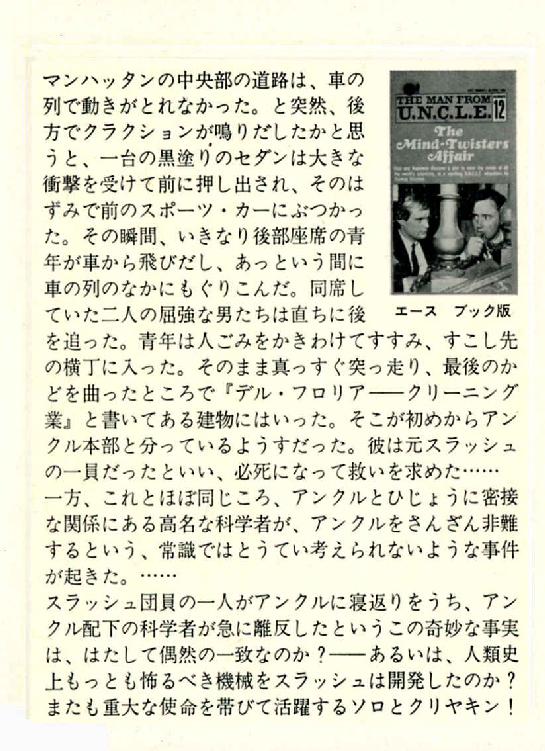 マンハッタンの中央部の道路は、車の
列で動きがとれなかった。と突然、後
方でクラクションが鳴りだしたかと思
うと、一台の黒塗りのセダンは大きな
衝撃を受けて前に押し出され、そのは
ずみで前のスポーツ・カーにぶつかっ
た。その瞬間、いきなり後部座席の青
年が車から飛びだし、あっという間に
車の列のなかにもぐりこんだ。同席し
ていた二人の屈強な男たちは直ちに後
を追った。青年は人ごみをかきわけてすすみ、すこし先
の横丁に入った。そのまま真っすぐ突っ走り、最後のか
どを曲ったところで『デル・フロリア――クリーニング
業』と書いてある建物にはいった。そこが初めからアン
クル本部と分っているようすだった。彼は元スラッシュ
の一員だったといい、必死になって救いを求めた……
一方、これとほぼ同じころ、アンクルとひじょうに密接
な関係にある高名な科学者が、アンクルをさんざん非難
するという、常識ではとうてい考えられないような事件
が起きた。……
スラッシュ団員の一人がアンクルに寝返りをうち、アン
クル配下の科学者が急に離反したというこの奇妙な事実
は、はたして偶然の一致なのか？――あるいは、人類史
上もっとも怖るべき機械をスラッシュは開発したのか？
またも重大な使命を帯びて活躍するソロとクリヤキン！
THE MAN FROM
U.N.C.L.E. 12
The
Mind-Twisters
Affair
エース　ブック版